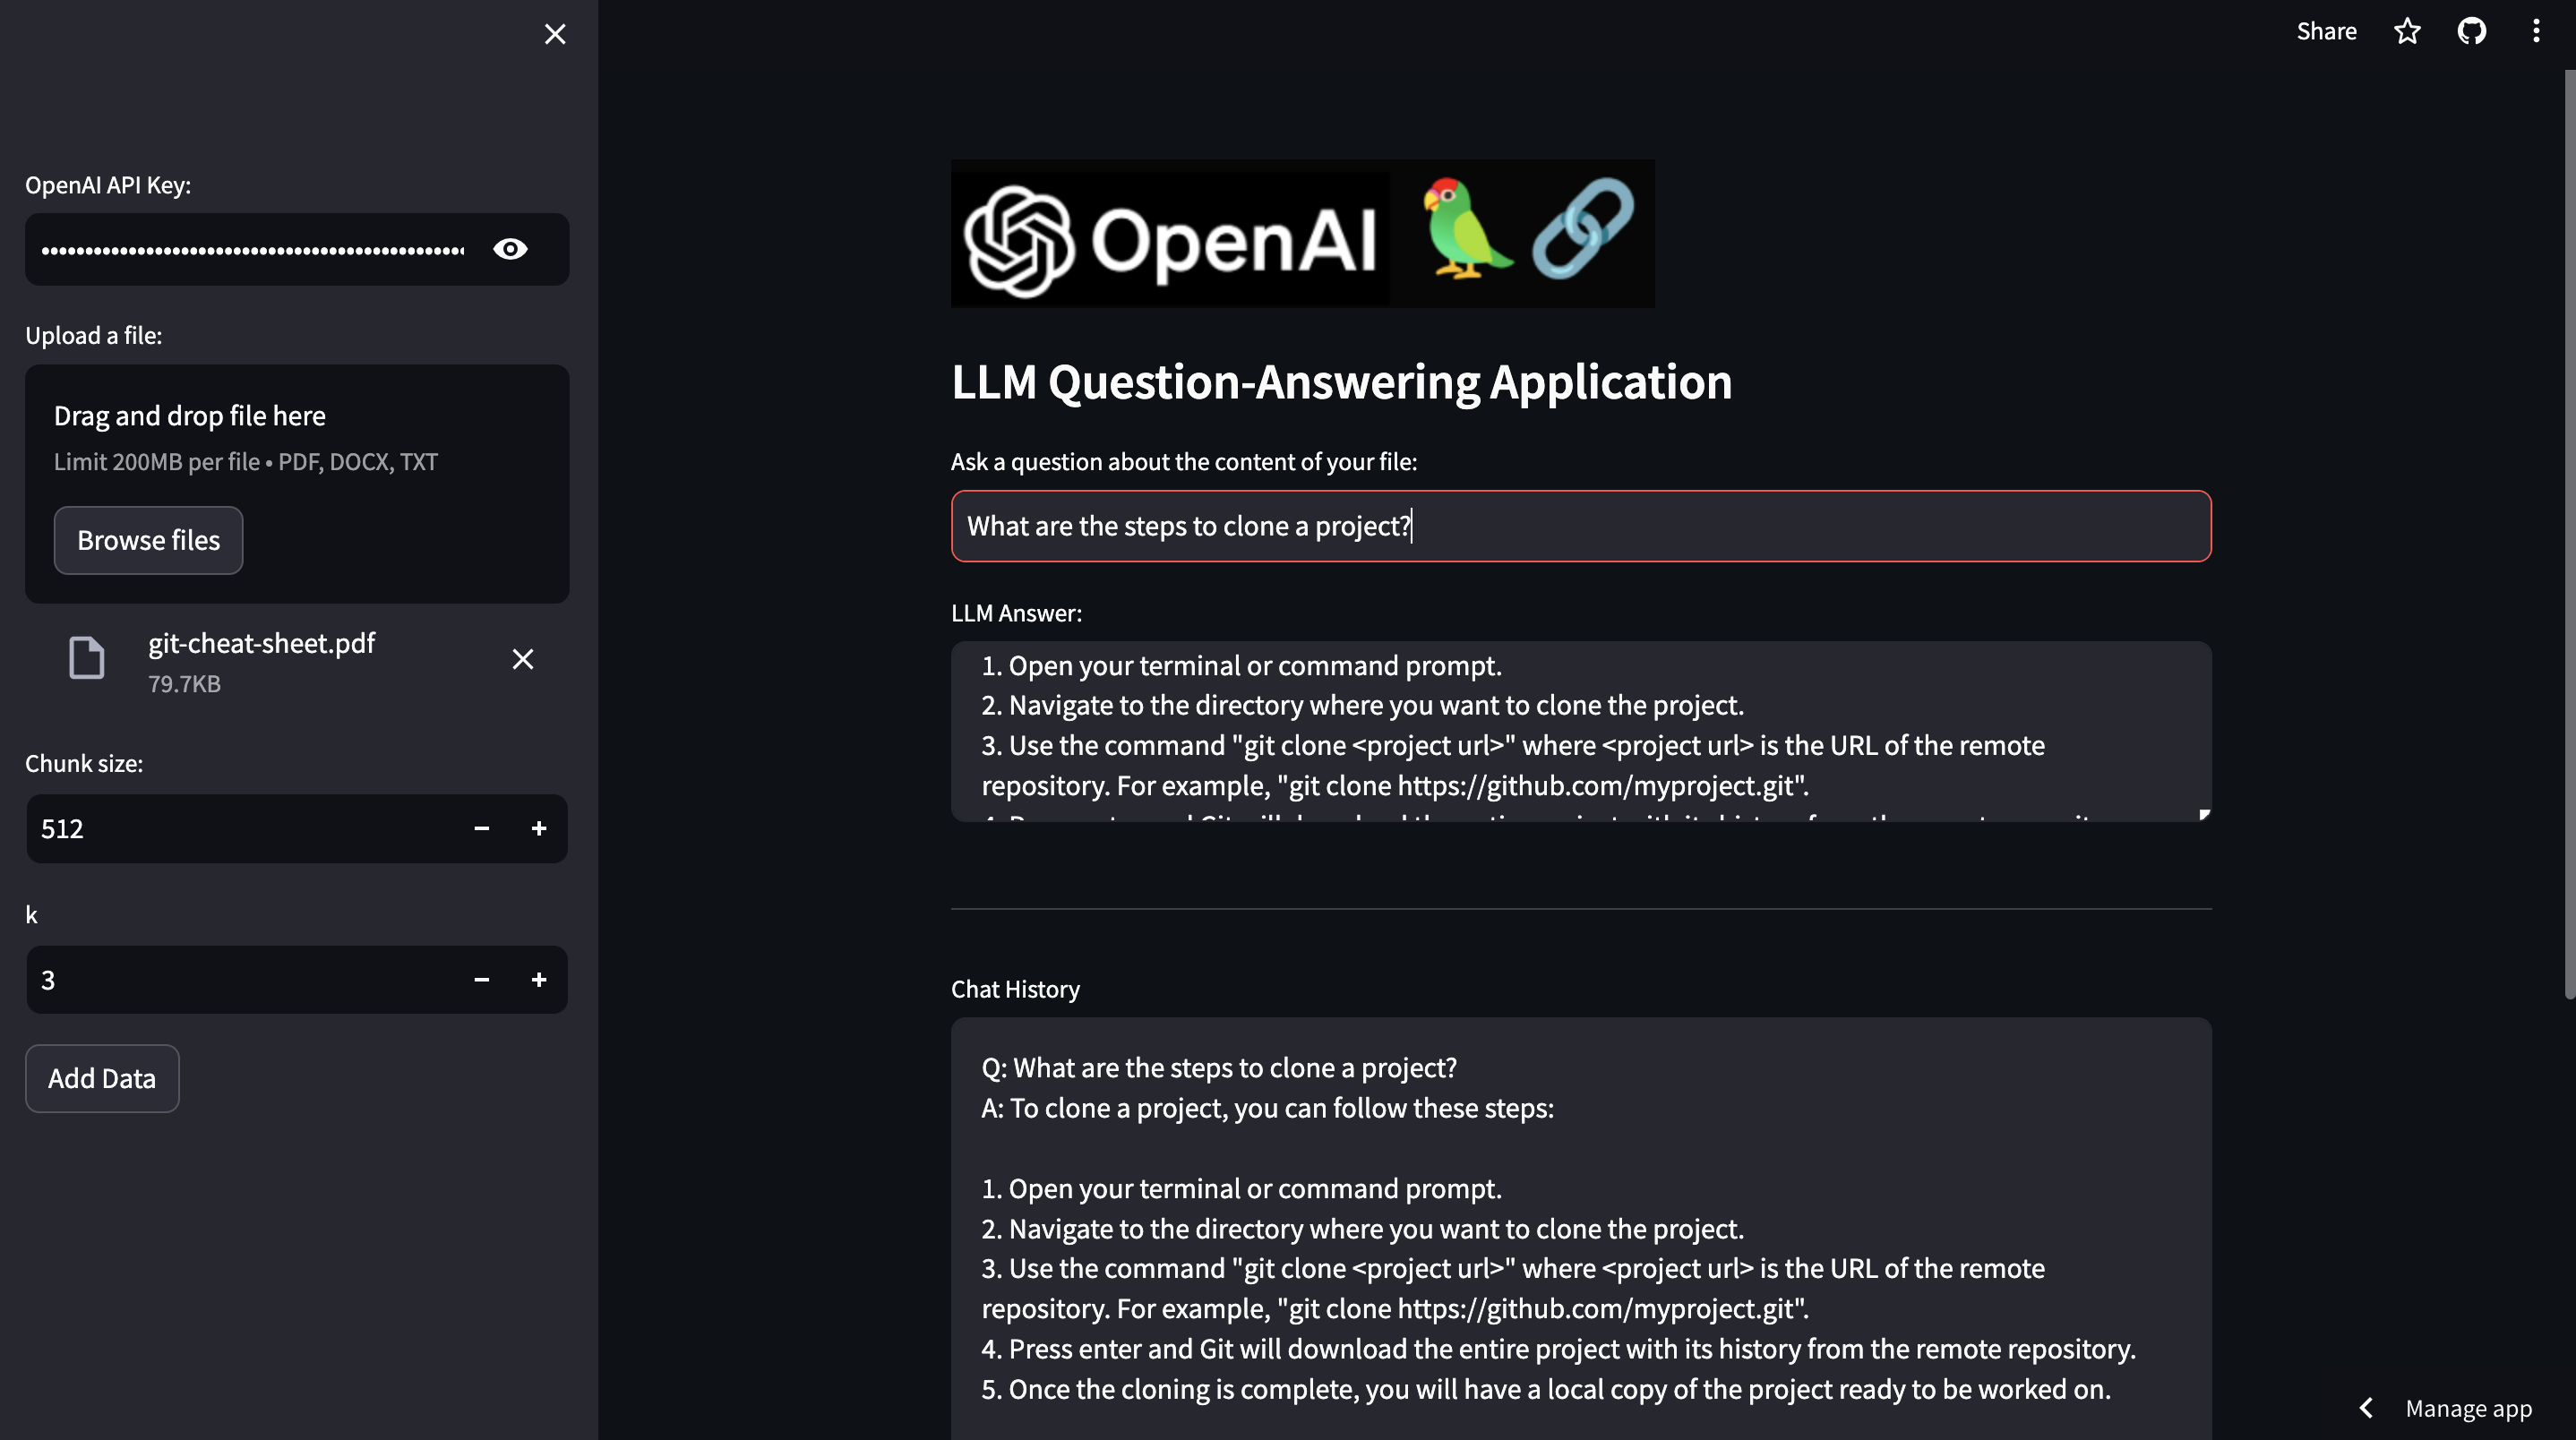 Share
OpenAI API Key:
••••••••••••••••••••••••••••••••••••••••••••••••
Upload a file:
Drag and drop file here
Limit 200MB per file • PDF, DOCX, TXT
Browse files
git-cheat-sheet.pdf
79.7KB
Chunk size:
512
k
3
Add Data
OpenAI
LLM Question-Answering Application
Ask a question about the content of your file:
What are the steps to clone a project?
LLM Answer:
1. Open your terminal or command prompt.
2. Navigate to the directory where you want to clone the project.
3. Use the command "git clone <project url>" where <project url> is the URL of the remote
repository. For example, "git clone https://github.com/myproject.git".
Chat History
Q: What are the steps to clone a project?
A: To clone a project, you can follow these steps:
1. Open your terminal or command prompt.
2. Navigate to the directory where you want to clone the project.
3. Use the command "git clone <project url>" where <project url> is the URL of the remote
repository. For example, "git clone https://github.com/myproject.git".
4. Press enter and Git will download the entire project with its history from the remote repository.
5. Once the cloning is complete, you will have a local copy of the project ready to be worked on.
Manage app